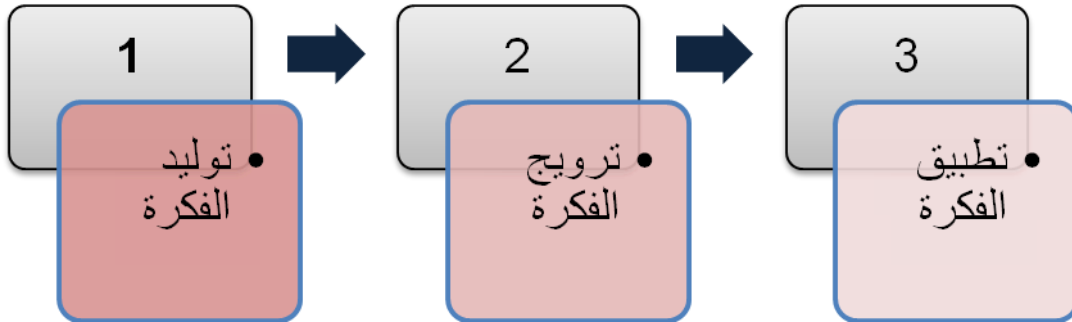 1
• توليد
الفكرة
2
• ترويج
الفكرة
3
• تطبيق
الفكرة